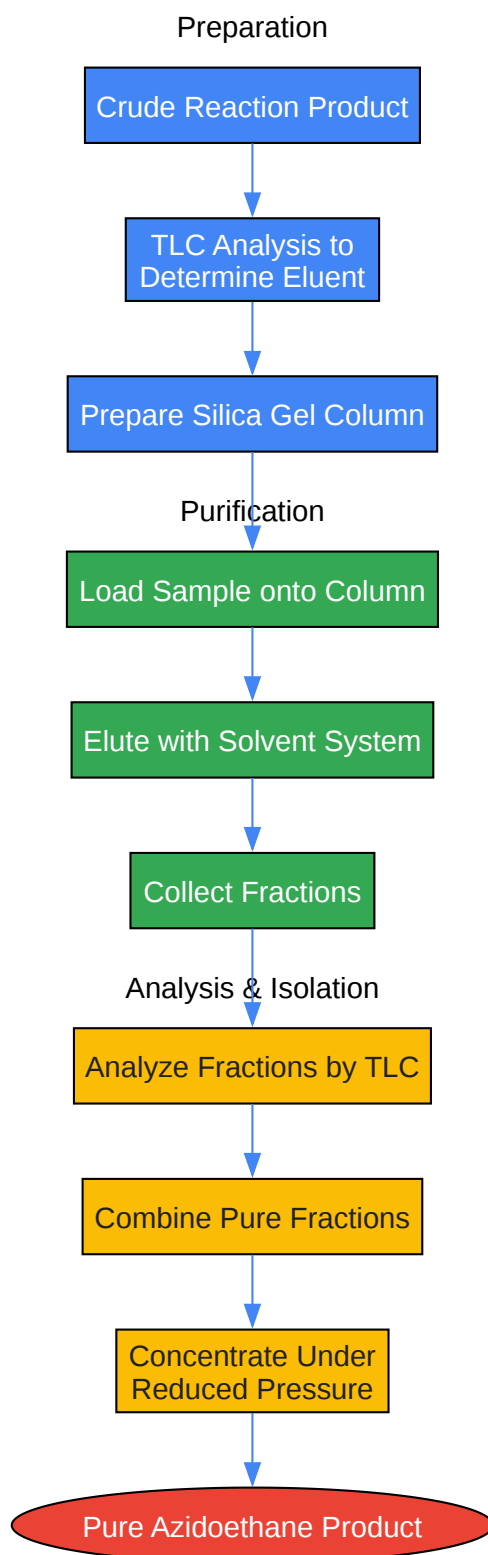 Preparation
Crude Reaction Product
TLC Analysis to
Determine Eluent
Prepare Silica Gel Column
Purification
Load Sample onto Column
Elute with Solvent System
Collect Fractions
Analysis & Isolation
Analyze Fractions by TLC
Combine Pure Fractions
Concentrate Under
Reduced Pressure
Pure Azidoethane Product